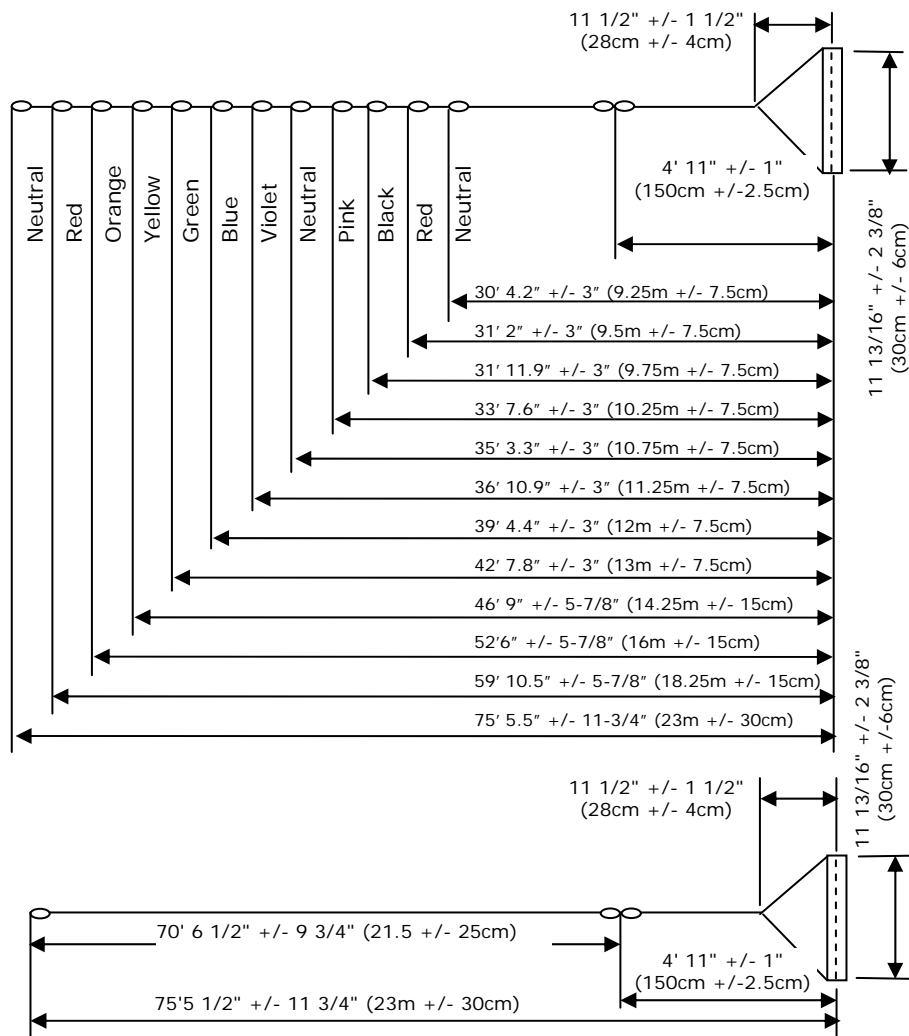 11 1/2" +/- 1 1/2"
(28cm +/- 4cm)
4' 11" +/- 1"
(150cm +/-2.5cm)
11 13/16" +/- 2 3/8"
(30cm +/- 6cm)
Neutral
Red
Orange
Yellow
Green
Blue
Violet
Neutral
Pink
Black
Red
Neutral
30' 4.2" +/- 3" (9.25m +/- 7.5cm)
31' 2" +/- 3" (9.5m +/- 7.5cm)
31' 11.9" +/- 3" (9.75m +/- 7.5cm)
33' 7.6" +/- 3" (10.25m +/- 7.5cm)
35' 3.3" +/- 3" (10.75m +/- 7.5cm)
36' 10.9" +/- 3" (11.25m +/- 7.5cm)
39' 4.4" +/- 3" (12m +/- 7.5cm)
42' 7.8" +/- 3" (13m +/- 7.5cm)
46' 9" +/- 5-7/8" (14.25m +/- 15cm)
52'6" +/- 5-7/8" (16m +/- 15cm)
59' 10.5" +/- 5-7/8" (18.25m +/- 15cm)
75' 5.5" +/- 11-3/4" (23m +/- 30cm)
11 1/2" +/- 1 1/2"
(28cm +/- 4cm)
11 13/16" +/- 2 3/8"
(30cm +/-6cm)
70' 6 1/2" +/- 9 3/4" (21.5 +/- 25cm)
4' 11" +/- 1"
(150cm +/-2.5cm)
75'5 1/2" +/- 11 3/4" (23m +/- 30cm)